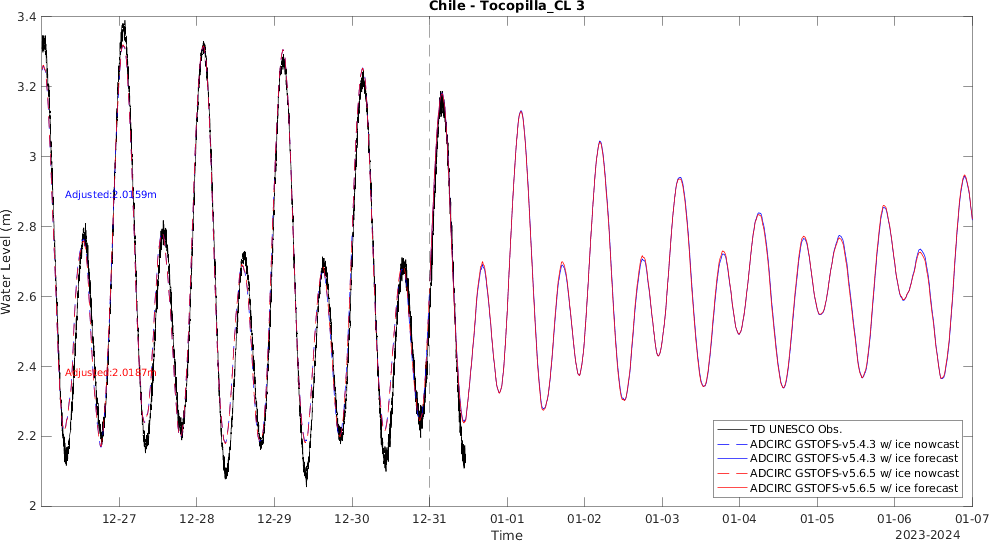 Chile - Tocopilla_CL 3
3.4
3.2
3
2.8
2.6
2.4
2.2
2
Water Level (m)
Adjusted:2.0159m
Adjusted:2.0187m
TD UNESCO Obs.
ADCIRC GSTOFS-v5.4.3 w/ ice nowcast
ADCIRC GSTOFS-v5.4.3 w/ ice forecast
ADCIRC GSTOFS-v5.6.5 w/ ice nowcast
ADCIRC GSTOFS-v5.6.5 w/ ice forecast
12-27 12-28 12-29 12-30 12-31 01-01 01-02 01-03 01-04 01-05 01-06 01-07
Time
2023-2024